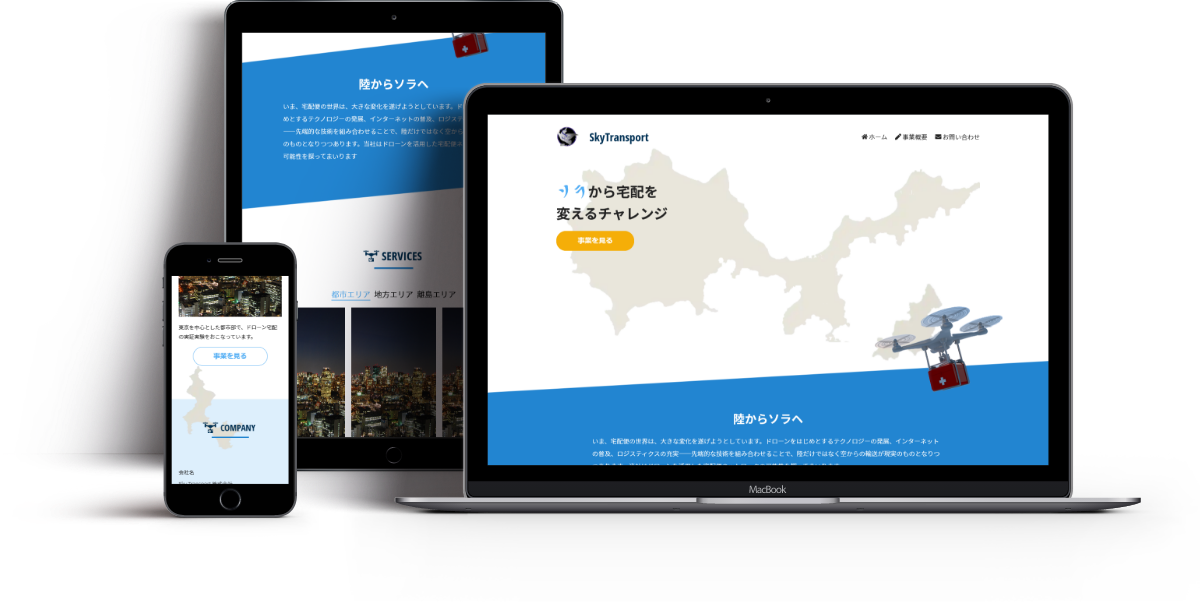 陸からソラへ
いま、宅配便の世界は、大きな変化を遂げようとしています。
めとするテクノロジーの発展、インターネットの普及、ロジス
──先端的な技術を組み合わせることで、陸だけではなく空から
のものとなりつつあります。当社はドローンを活用した宅配便
可能性を探ってまいります
SERVICES
都市エリア 地方エリア 離島エリア
東京を中心とした都市部で、ドローン宅配
の実証実験をおこなっています。
事業を見る
COMPANY
会社名
SkyTransport
ホーム 事業概要 お問い合わせ
ソラから宅配を
変えるチャレンジ
事業を見る
陸からソラへ
いま、宅配便の世界は、大きな変化を遂げようとしています。ドローンをはじめとするテクノロジーの発展、インターネット
の普及、ロジスティクスの充実──先端的な技術を組み合わせることで、陸だけではなく空からの輸送が現実のものとなりつ
MacBook